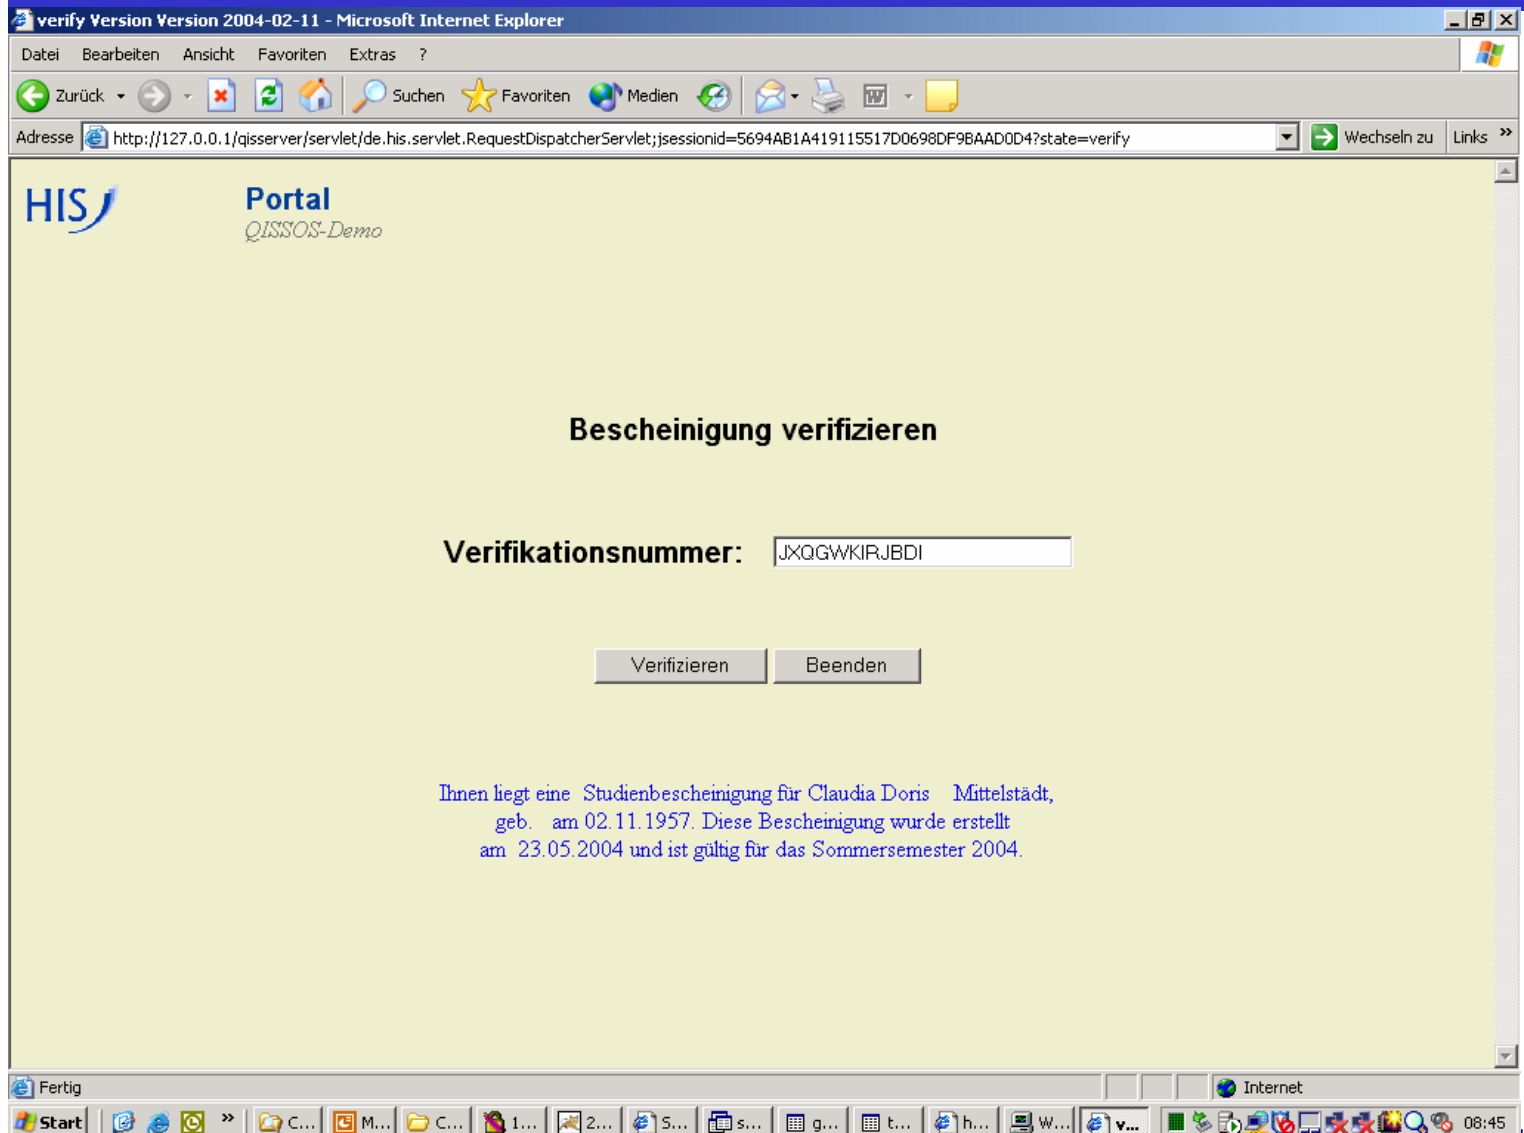 verify Version Version 2004-02-11 - Microsoft Internet Explorer
Datei Bearbeiten Ansicht Favoriten Extras ?
Zurück Suchen Favoriten Medien
Adresse http://127.0.0.1/qisserver/servlet/de.his.servlet.RequestDispatcherServlet;jsessionid=5694AB1A419115517D0698DF9BAAD0D4?state=verify Wechseln zu Links »
HIS Portal
QISSOS-Demo
Bescheinigung verifizieren
Verifikationsnummer: JXQGWKIRJBDI
Verifizieren Beenden
Ihnen liegt eine Studienbescheinigung für Claudia Doris Mittelstädt,
geb. am 02.11.1957. Diese Bescheinigung wurde erstellt
am 23.05.2004 und ist gültig für das Sommersemester 2004.
Fertig Internet
Start » C... M... C... 1... 2... S... s... g... t... h... W... v... 08:45